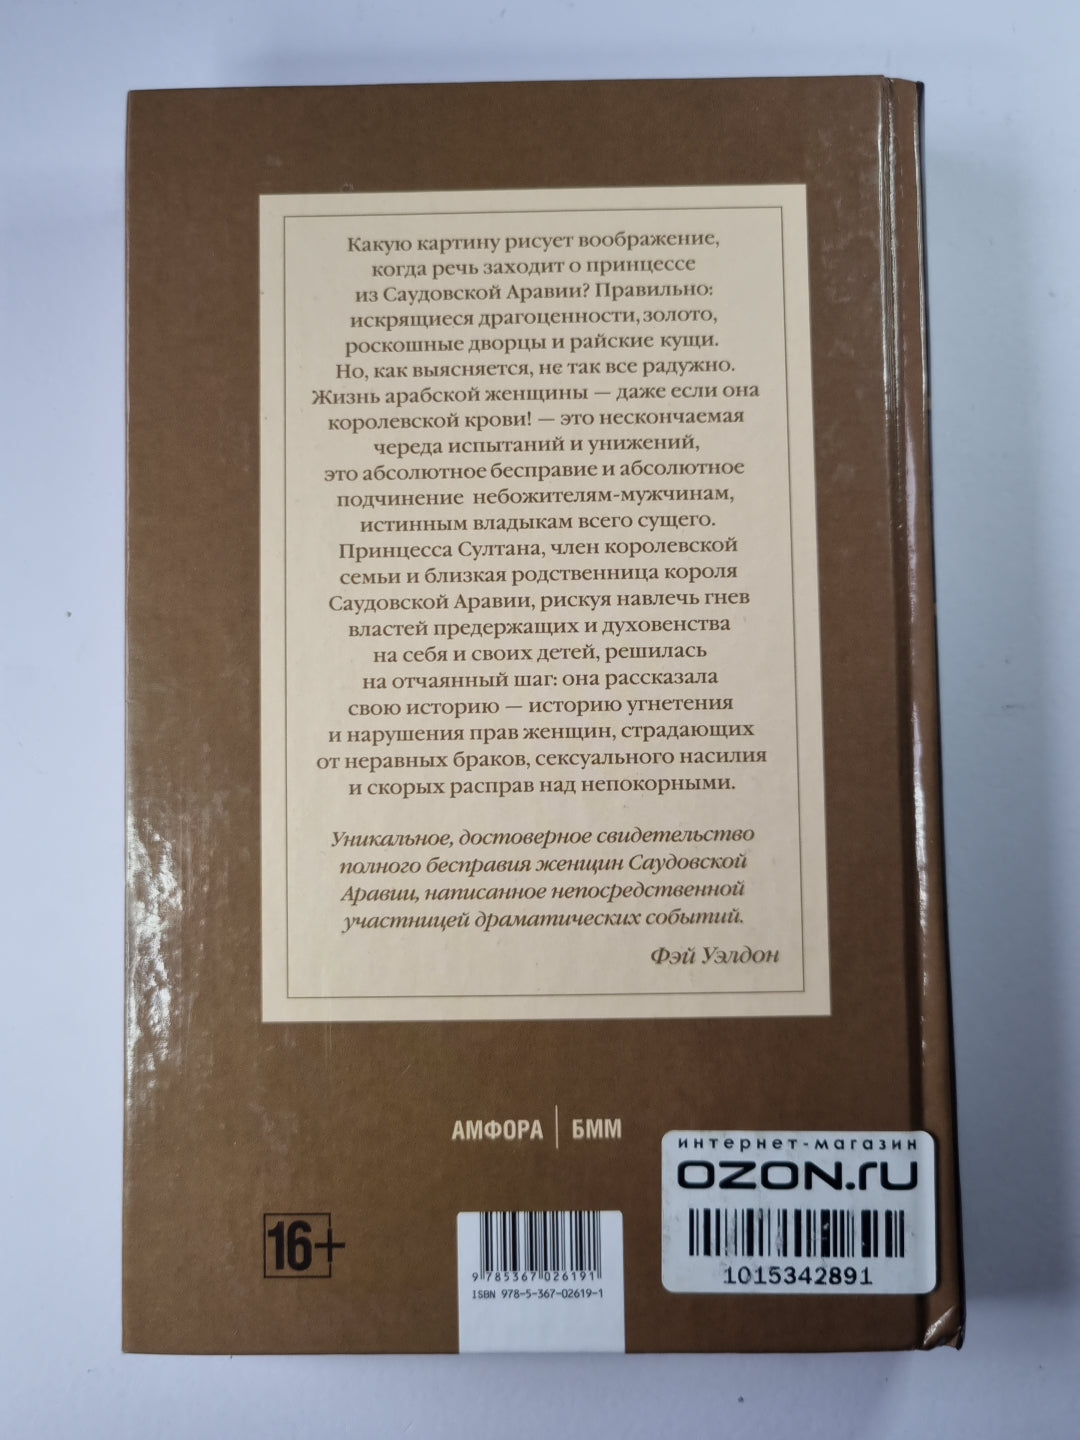 Какую картину рисует воображение,
когда речь заходит о принцессе
из Саудовской Аравии? Правильно:
искрящиеся драгоценности, золото,
роскошные дворцы и райские кущи.
Но, как выясняется, не так все радужно.
Жизнь арабской женщины — даже если она
королевской крови! — это нескончаемая
череда испытаний и унижений,
это абсолютное бесправие и абсолютное
подчинение небожителям-мужчинам,
истинным владыкам всего сущего.
Принцесса Султана, член королевской
семьи и близкая родственница короля
Саудовской Аравии, рискуя навлечь гнев
властей предержащих и духовенства
на себя и своих детей, решилась
на отчаянный шаг: она рассказала
свою историю — историю угнетения
и нарушения прав женщин, страдающих
от неравных браков, сексуального насилия
и скорых расправ над непокорными.
Уникальное, достоверное свидетельство
полного бесправия женщин Саудовской
Аравии, написанное непосредственной
участницей драматических событий.
Фэй Уэлдон
АМФОРА | БММ
интернет-магазин
OZON.ru
1015342891
16+
9 785367 026191
ISBN 978-5-367-02619-1